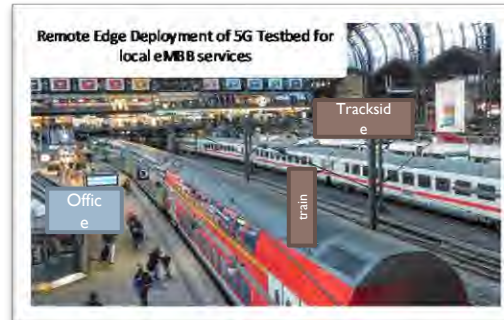 Remote Edge Deployment of 5G Testbed for
local eMBB services
Tracksid
e
Offic
e
train